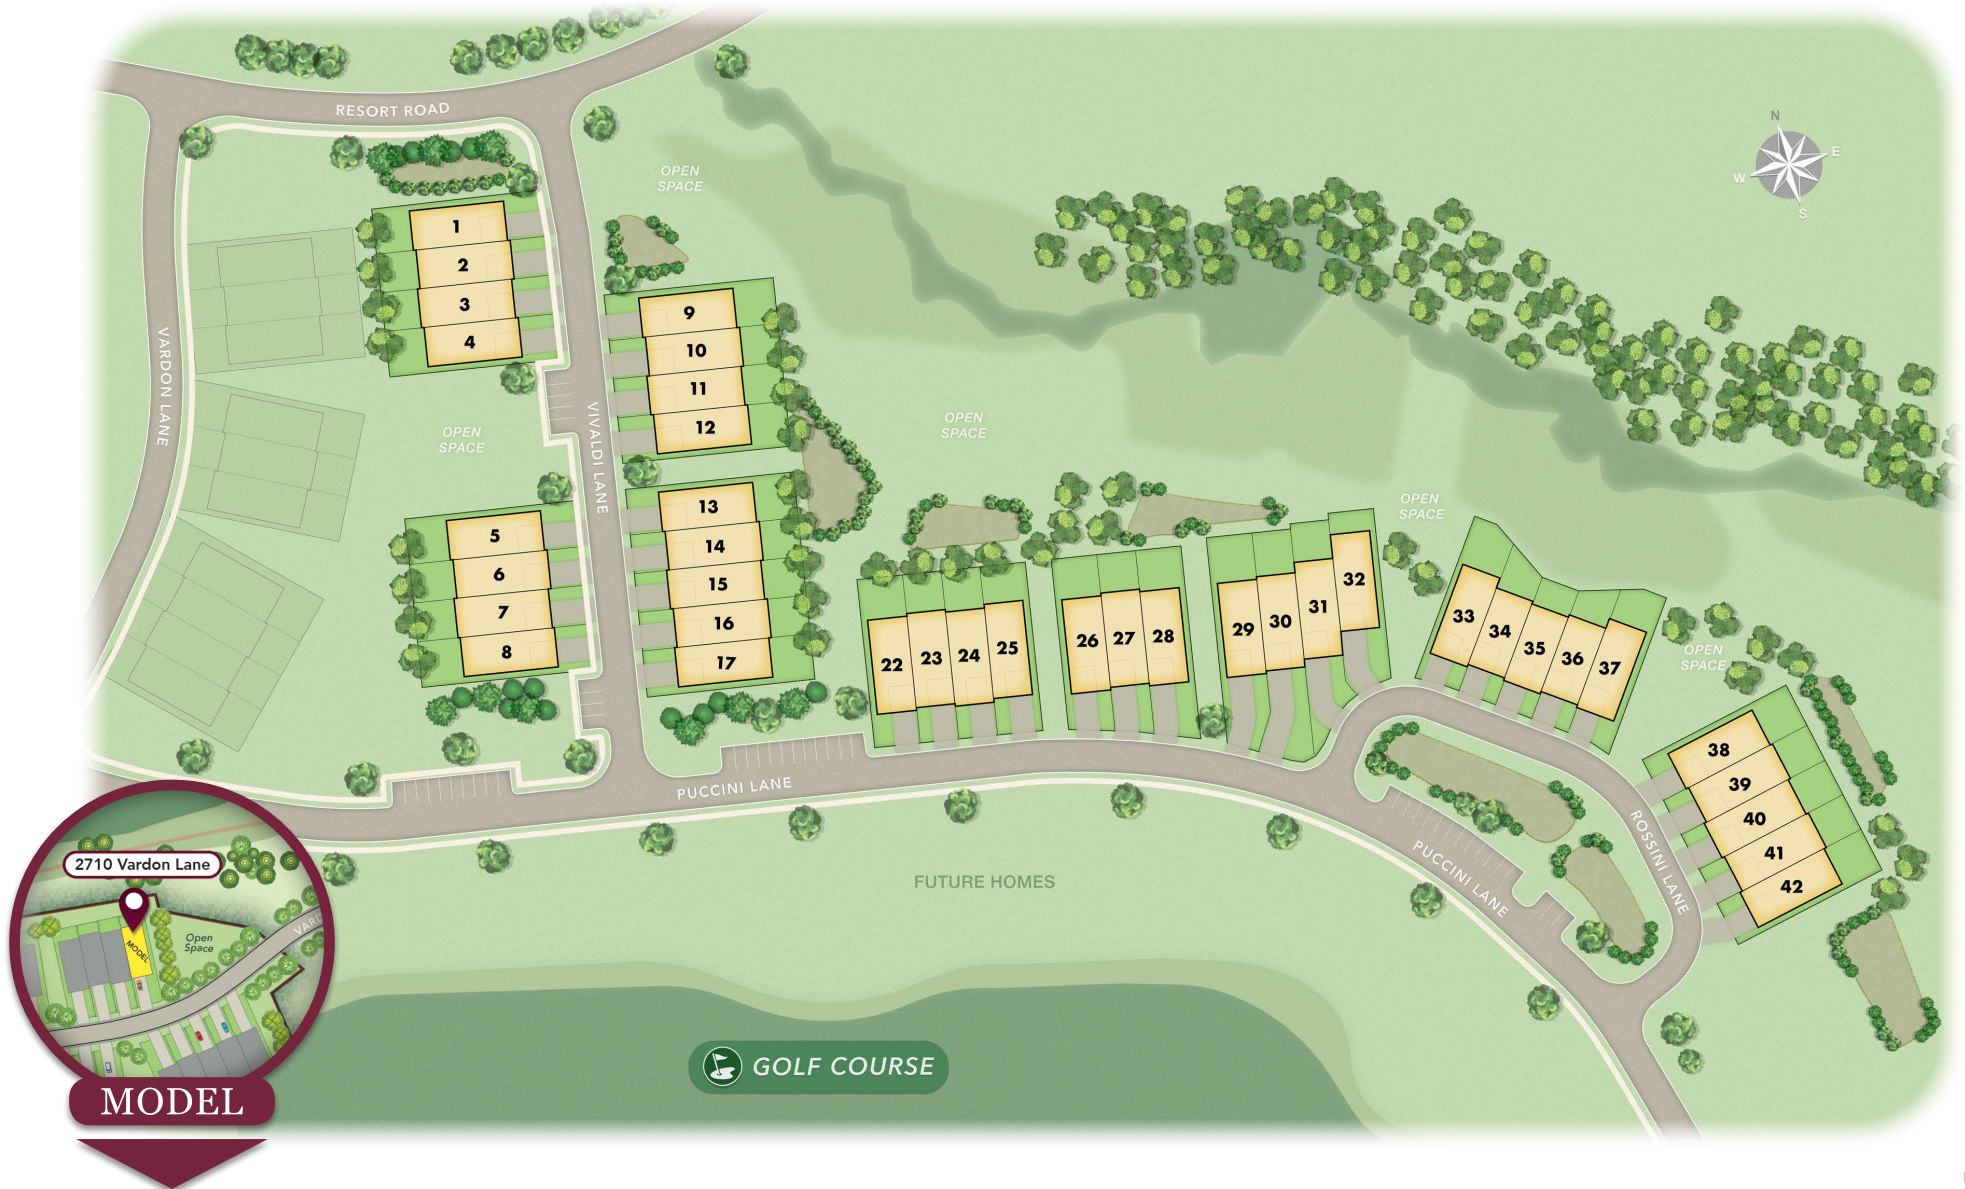 RESORT ROAD
N
E
W
S
OPEN
SPACE
1
2
3
4
9
10
11
12
VARDON LANE
VIVALDI LANE
OPEN
SPACE
OPEN
SPACE
5
6
7
8
13
14
15
16
17
OPEN
SPACE
22
23
24
25
26
27
28
29
30
31
32
33
34
35
36
37
OPEN
SPACE
38
39
40
41
42
PUCCINI LANE
PUCCINI LANE
ROSSINI LANE
FUTURE HOMES
2710 Vardon Lane
MODEL
Open
Space
VARD
GOLF COURSE
MODEL